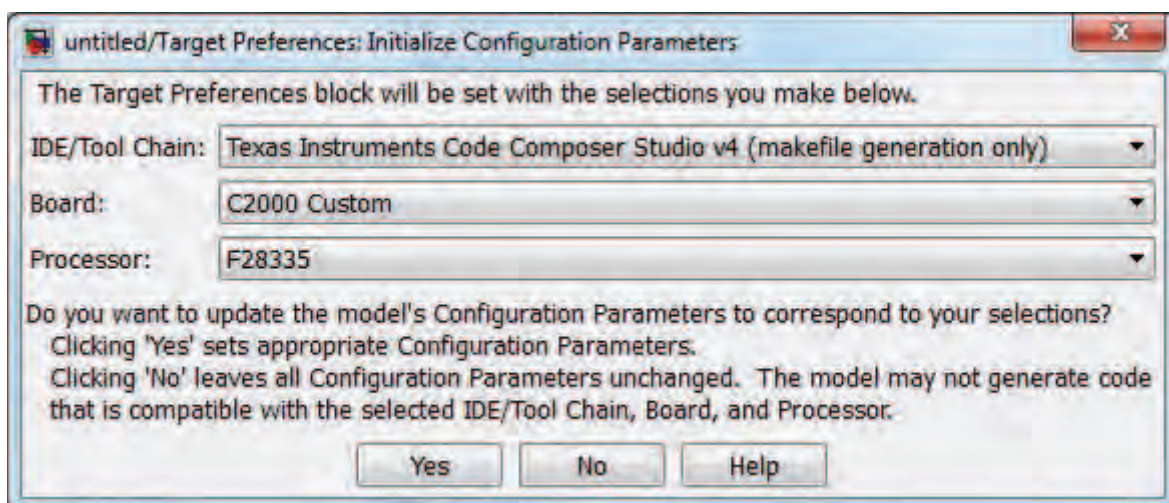 untitled/Target Preferences: Initialize Configuration Parameters
The Target Preferences block will be set with the selections you make below.
IDE/Tool Chain: Texas Instruments Code Composer Studio v4 (makefile generation only)
Board: C2000 Custom
Processor: F28335
Do you want to update the model's Configuration Parameters to correspond to your selections?
Clicking 'Yes' sets appropriate Configuration Parameters.
Clicking 'No' leaves all Configuration Parameters unchanged. The model may not generate code
that is compatible with the selected IDE/Tool Chain, Board, and Processor.
Yes No Help